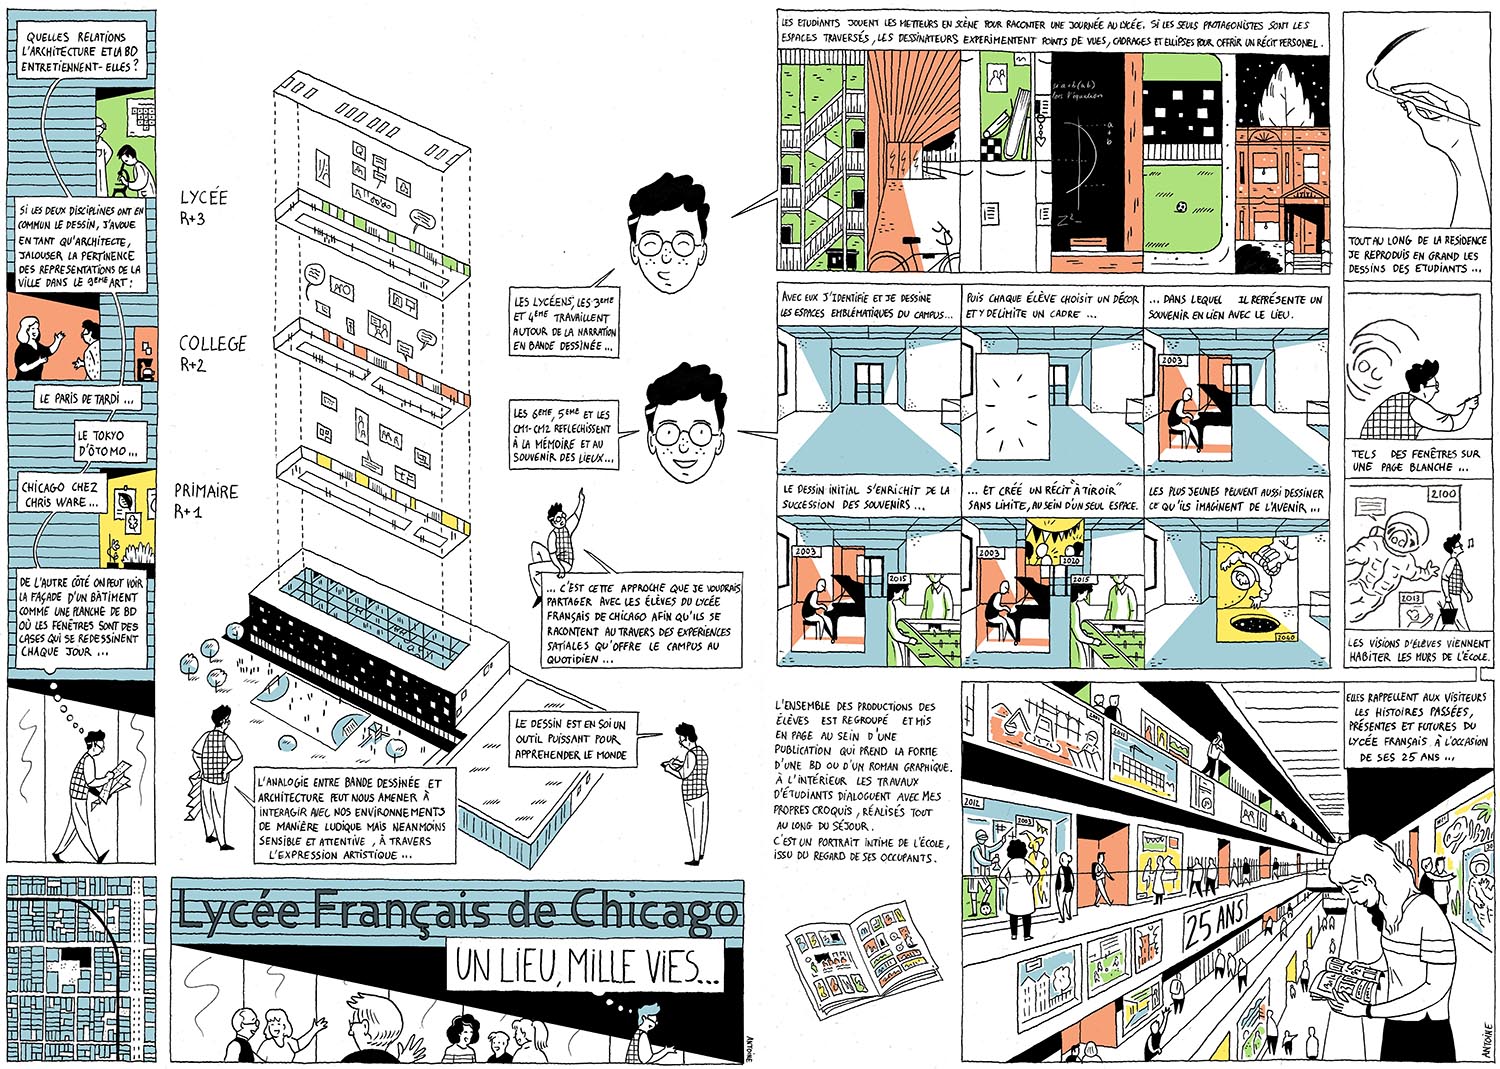 QUELLES RELATIONS
L'ARCHITECTURE ET LA BD
ENTRETIENNENT-ELLES ?
SI LES DEUX DISCIPLINES ONT EN
COMMUN LE DESSIN, J'AVOUE
EN TANT QU'ARCHITECTE,
JALOUSER LA PERTINENCE
DES REPRESENTATIONS DE LA
VILLE DANS LE 9EME ART :
LE PARIS DE TARDI ...
LE TOKYO
D'ÔTOMO...
CHICAGO CHEZ
CHRIS WARE ...
DE L'AUTRE CÔTÉ ON PEUT VOIR
LA FAÇADE D'UN BÂTIMENT
COMME UNE PLANCHE DE BD
OÙ LES FENÊTRES SONT DES
CASES QUI SE REDESSINENT
CHAQUE JOUR ...
LYCÉE
R+3
COLLEGE
R+2
PRIMAIRE
R+1
LES LYCÉENS, LES 3EME
ET 4EME TRAVAILLENT
AUTOUR DE LA NARRATION
EN BANDE DESSINÉE ...
LES 6EME, 5EME ET LES
CM1-CM2 REFLECHISSENT
À LA MÉMOIRE ET AU
SOUVENIR DES LIEUX...
... C'EST CETTE APPROCHE QUE JE VOUDRAIS
PARTAGER AVEC LES ÉLÈVES DU LYCÉE
FRANÇAIS DE CHICAGO AFIN QU'ILS SE
RACONTENT AU TRAVERS DES EXPERIENCES
SATIALES QU'OFFRE LE CAMPUS AU
QUOTIDIEN ...
LE DESSIN EST EN SOI UN
OUTIL PUISSANT POUR
APPREHENDER LE MONDE
L'ANALOGIE ENTRE BANDE DESSINÉE ET
ARCHITECTURE PEUT NOUS AMENER À
INTERAGIR AVEC NOS ENVIRONNEMENTS
DE MANIÈRE LUDIQUE MAIS NEANMOINS
SENSIBLE ET ATTENTIVE , À TRAVERS
L'EXPRESSION ARTISTIQUE ...
Lycée Français de Chicago
UN LIEU, MILLE VIES...
ANTOINE
LES ETUDIANTS JOUENT LES METTEURS EN SCÈNE POUR RACONTER UNE JOURNÉE AU LYCÉE. SI LES SEULS PROTAGONISTES SONT LES
ESPACES TRAVERSÉS, LES DESSINATEURS EXPERIMENTENT POINTS DE VUES, CADRAGES ET ELLIPSES POUR OFFRIR UN RÉCIT PERSONEL.
a
+
b
AVEC EUX J'IDENTIFIE ET JE DESSINE
LES ESPACES EMBLÉMATIQUES DU CAMPUS...
PUIS CHAQUE ÉLÈVE CHOISIT UN DÉCOR
ET Y DELIMITE UN CADRE ...
... DANS LEQUEL IL REPRÉSENTE UN
SOUVENIR EN LIEN AVEC LE LIEU.
2003
LE DESSIN INITIAL S'ENRICHIT DE LA
SUCCESSION DES SOUVENIRS ...
... ET CRÉÉ UN RÉCIT "À TIROIR"
SANS LIMITE, AU SEIN D'UN SEUL ESPACE.
LES PLUS JEUNES PEUVENT AUSSI DESSINER
CE QU'ILS IMAGINENT DE L'AVENIR ...
2003
2015
2003
2020
2015
2060
TOUT AU LONG DE LA RESIDENCE
JE REPRODUIS EN GRAND LES
DESSINS DES ETUDIANTS ...
TELS DES FENÊTRES SUR
UNE PAGE BLANCHE ...
2100
2013
LES VISIONS D'ELÈVES VIENNENT
HABITER LES MURS DE L'ÉCOLE.
L'ENSEMBLE DES PRODUCTIONS DES
ÉLÈVES EST REGROUPÉ ET MIS
EN PAGE AU SEIN D'UNE
PUBLICATION QUI PREND LA FORME
D'UNE BD OU D'UN ROMAN GRAPHIQUE.
À L'INTÉRIEUR LES TRAVAUX
D'ÉTUDIANTS DIALOGUENT AVEC MES
PROPRES CROQUIS, RÉALISÉS TOUT
AU LONG DU SÉJOUR.
C'EST UN PORTRAIT INTIME DE L'ÉCOLE,
ISSU DU REGARD DE SES OCCUPANTS.
ELLES RAPPELLENT AUX VISITEURS
LES HISTOIRES PASSÉES,
PRÉSENTES ET FUTURES DU
LYCÉE FRANÇAIS À L'OCCASION
DE SES 25 ANS ...
2012
2003
25 ANS!
ANTOINE